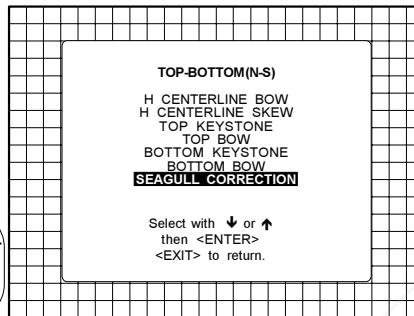 TOP-BOTTOM(N-S)
H CENTERLINE BOW
H CENTERLINE SKEW
TOP KEYSTONE
TOP BOW
BOTTOM KEYSTONE
BOTTOM BOW
SEAGULL CORRECTION
Select with ↓ or ↑
then <ENTER>
<EXIT> to return.